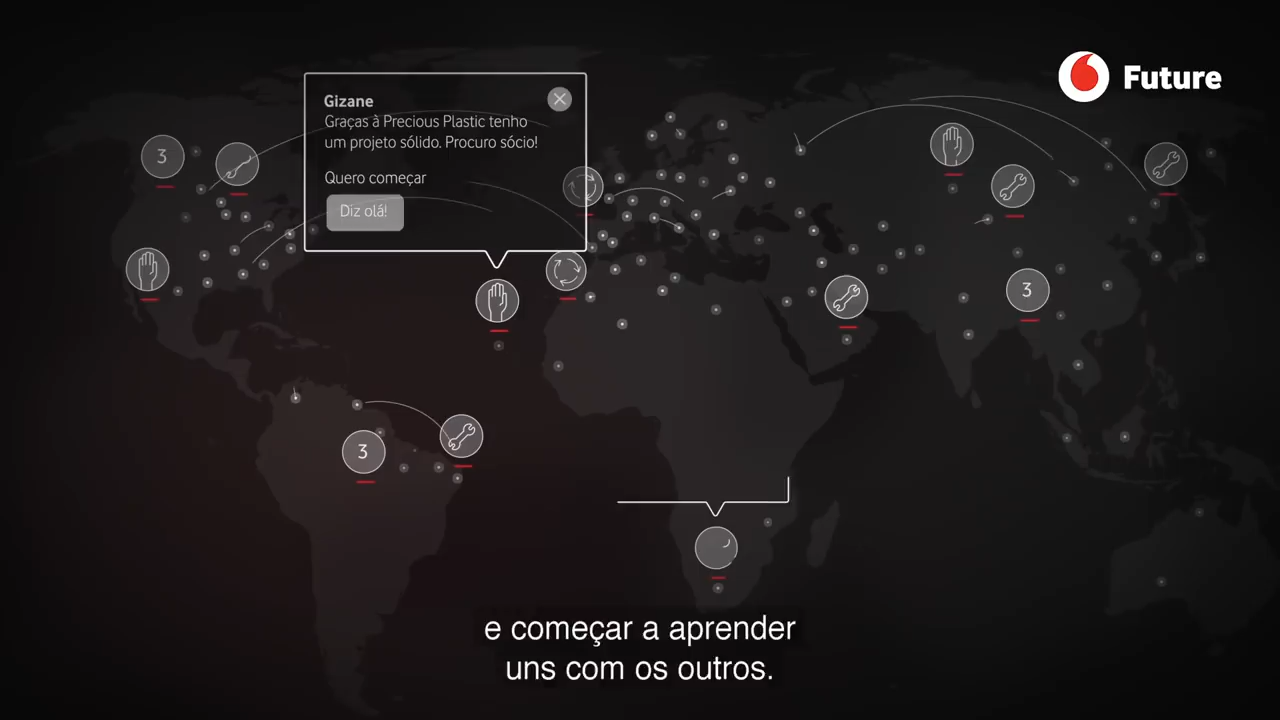 Future
Gizane
Graças à Precious Plastic tenho
um projeto sólido. Procuro sócio!
Quero começar
Diz olá!
3
3
3
e começar a aprender
uns com os outros.